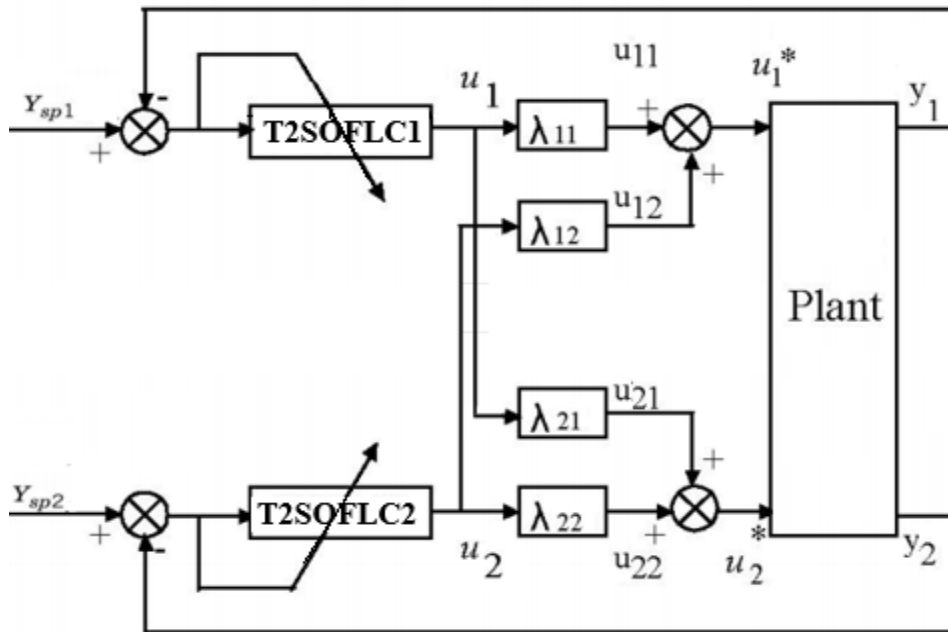 u11
u1*
y1
Ysp1
-
+
T2SOFLC1
u1
λ11
+
+
λ12
u12
Plant
λ21
u21
+
Ysp2
+
-
T2SOFLC2
u2
λ22
+
u22
u2*
y2